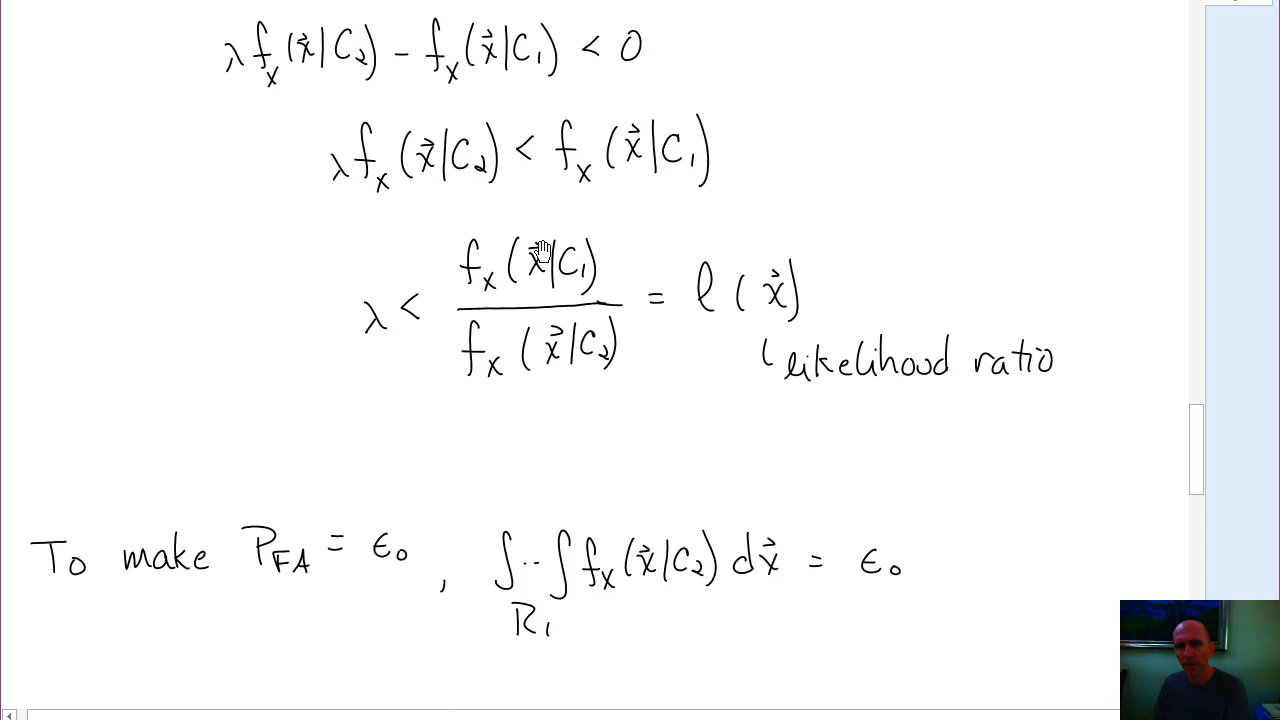 λ f_x(x⃗|C₂) - f_x(x⃗|C₁) < 0
λ f_x(x⃗|C₂) < f_x(x⃗|C₁)
λ < f_x(x⃗|C₁) / f_x(x⃗|C₂) = ℓ(x⃗)
likelihood ratio
To make P_FA = ϵ₀, ∫··∫_R₁ f_x(x⃗|C₂) dx⃗ = ϵ₀